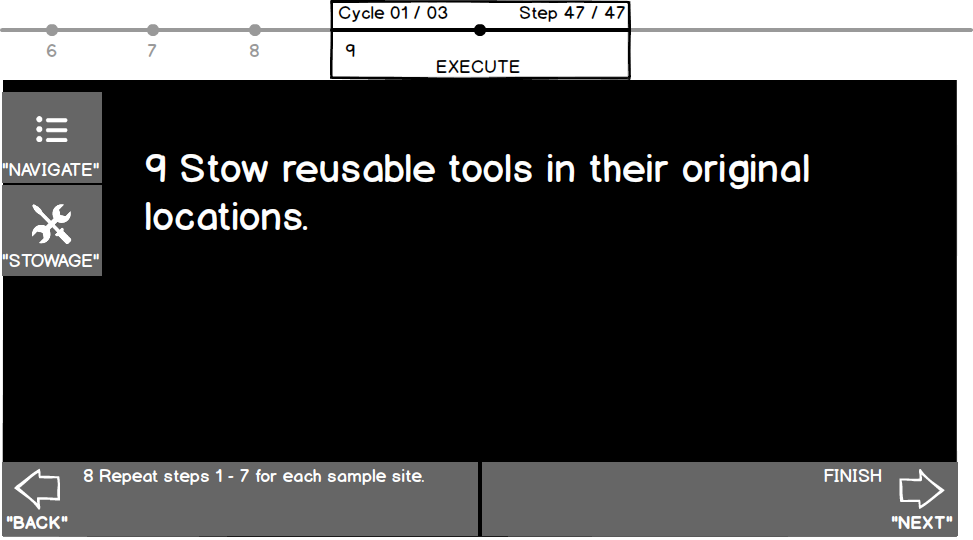 Cycle 01 / 03 Step 47 / 47
6 7 8 9
EXECUTE
"NAVIGATE"
9 Stow reusable tools in their original
locations.
"STOWAGE"
8 Repeat steps 1 - 7 for each sample site.
"BACK"
FINISH
"NEXT"